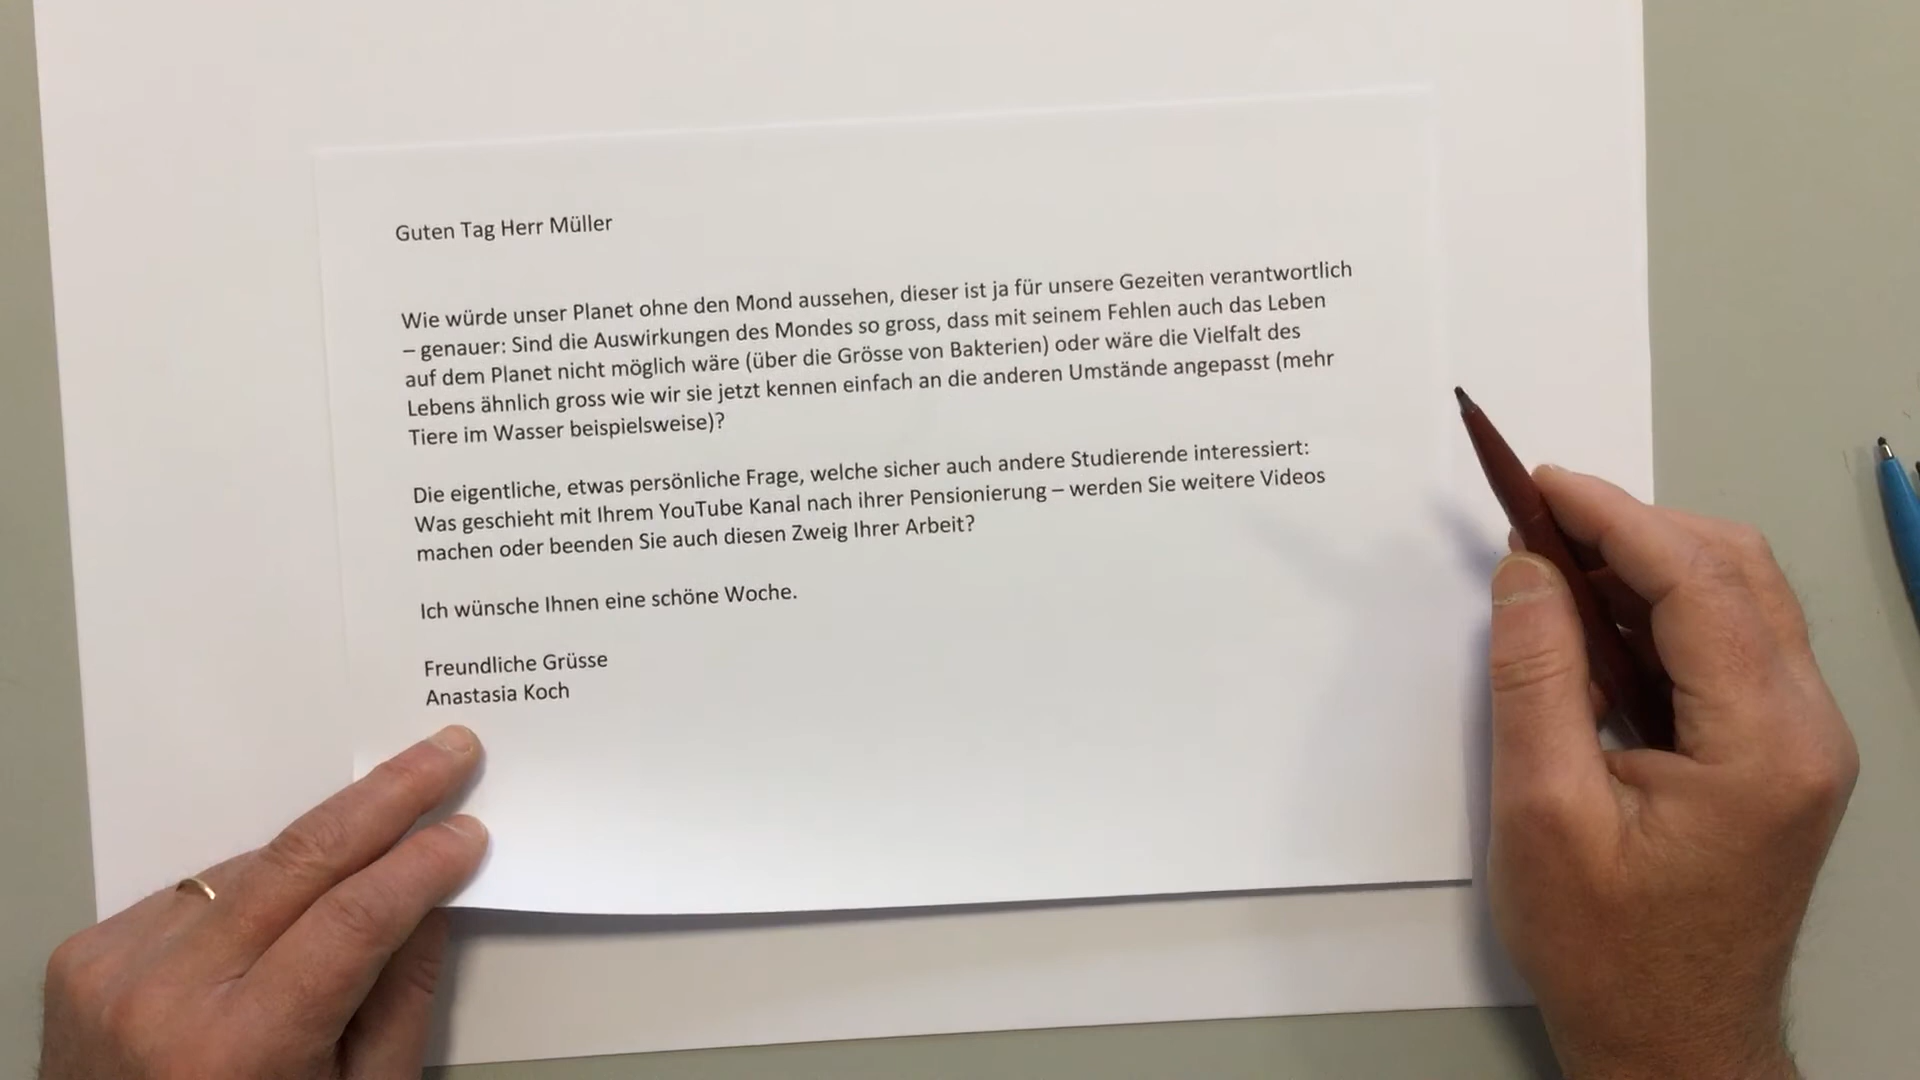 Guten Tag Herr Müller
Wie würde unser Planet ohne den Mond aussehen, dieser ist ja für unsere Gezeiten verantwortlich
– genauer: Sind die Auswirkungen des Mondes so gross, dass mit seinem Fehlen auch das Leben
auf dem Planet nicht möglich wäre (über die Grösse von Bakterien) oder wäre die Vielfalt des
Lebens ähnlich gross wie wir sie jetzt kennen einfach an die anderen Umstände angepasst (mehr
Tiere im Wasser beispielsweise)?
Die eigentliche, etwas persönliche Frage, welche sicher auch andere Studierende interessiert:
Was geschieht mit Ihrem YouTube Kanal nach ihrer Pensionierung – werden Sie weitere Videos
machen oder beenden Sie auch diesen Zweig Ihrer Arbeit?
Ich wünsche Ihnen eine schöne Woche.
Freundliche Grüsse
Anastasia Koch